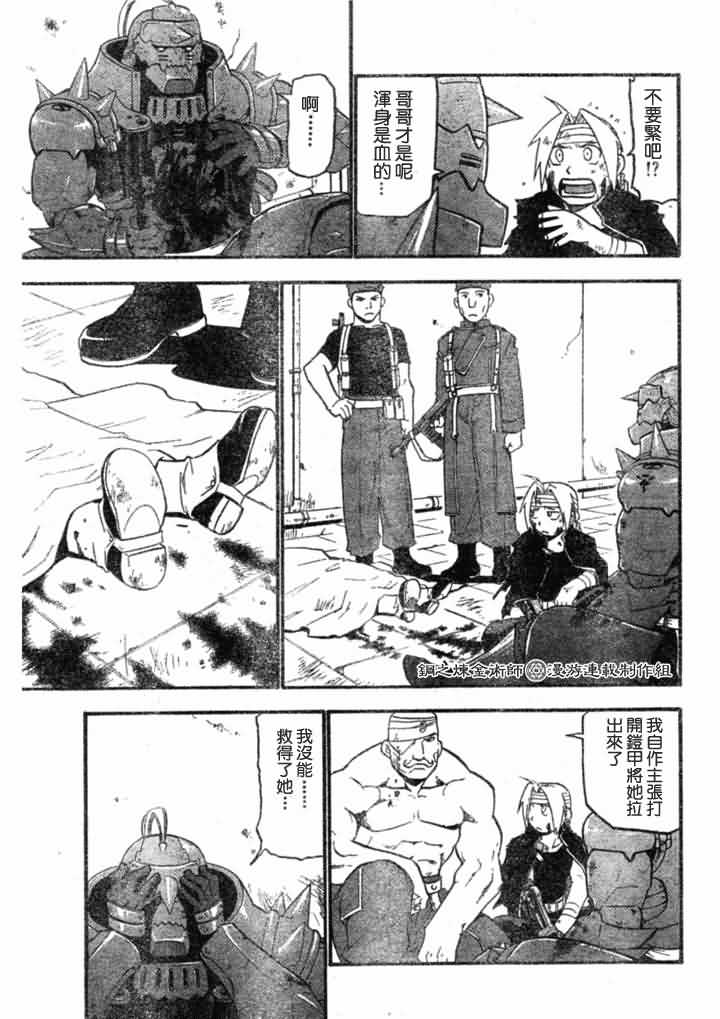 不要緊吧!?
哥哥才是呢
渾身是血的…
啊……
鋼之煉金術師 漫游連載制作組
我自作主張打
開鎧甲將她拉
出來了
我沒能……
救得了她…